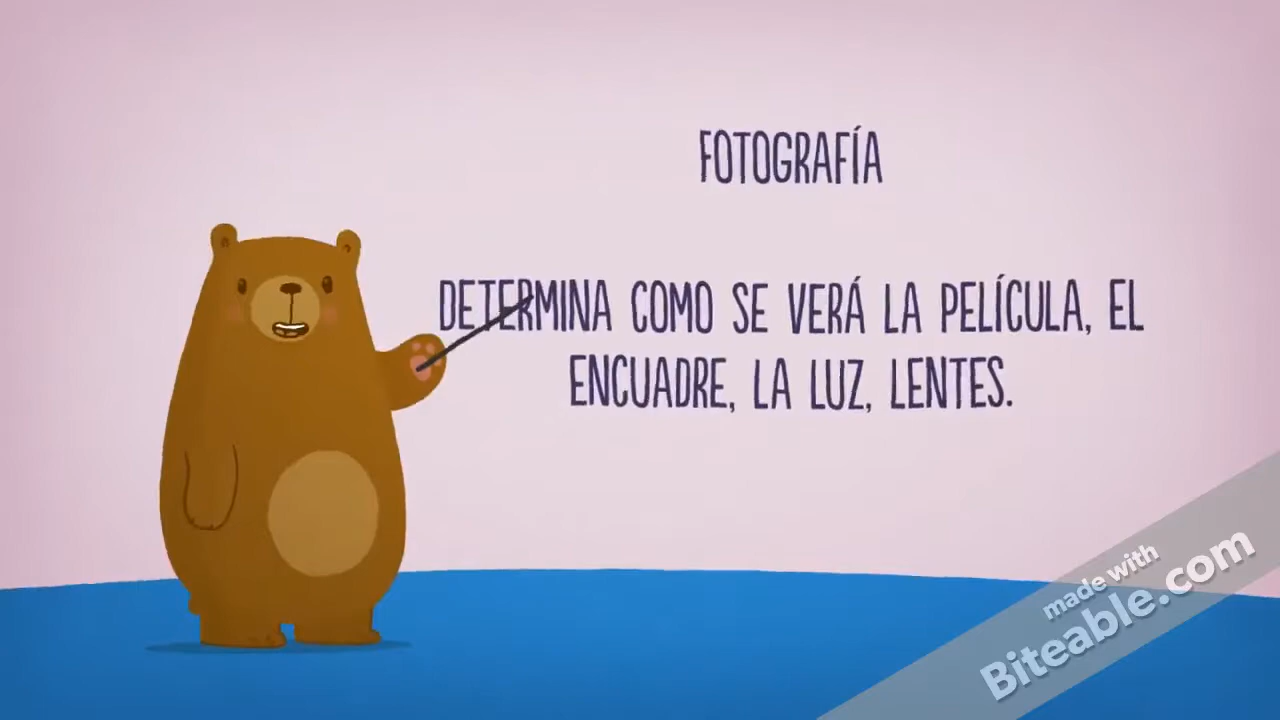 FOTOGRAFÍA
DETERMINA COMO SE VERÁ LA PELÍCULA, EL
ENCUADRE, LA LUZ, LENTES.
made with
Biteable.com